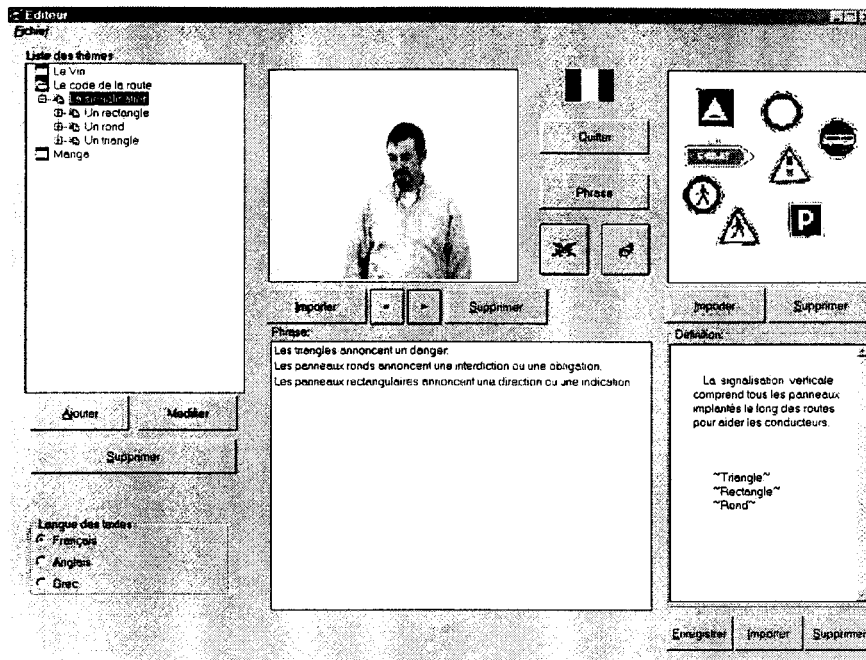 Editeur
Fichier
Liste des thèmes
Le Vin
Le code de la route
La signalisation
Un rectangle
Un rond
Un triangle
Manga
Ajouter
Modifier
Supprimer
Langue des textes
Français
Anglais
Grec
Importer
Supprimer
Phrase:
Les triangles annoncent un danger.
Les panneaux ronds annoncent une interdiction ou une obligation.
Les panneaux rectangulaires annoncent une direction ou une indication
Quitter
Phrase
P
Importer
Supprimer
Définition:
La signalisation verticale
comprend tous les panneaux
implantés le long des routes
pour aider les conducteurs.
~Triangle~
~Rectangle~
~Rond~
Enregistrer
Importer
Supprimer